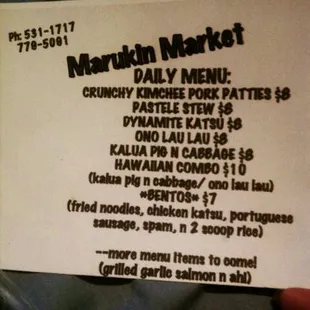 Ph: 531-1717
770-5001
Marukin Market
DAILY MENU:
CRUNCHY KIMCHEE PORK PATTIES $8
PASTELE STEW $8
DYNAMITE KATSU $8
ONO LAU LAU $8
KALUA PIG N CABBAGE $8
HAWAIIAN COMBO $10
(kalua pig n cabbage/ ono lau lau)
*BENTOS* $7
(fried noodles, chicken katsu, portuguese
sausage, spam, n 2 scoop rice)
--more menu items to come!
(grilled garlic salmon n ahi)